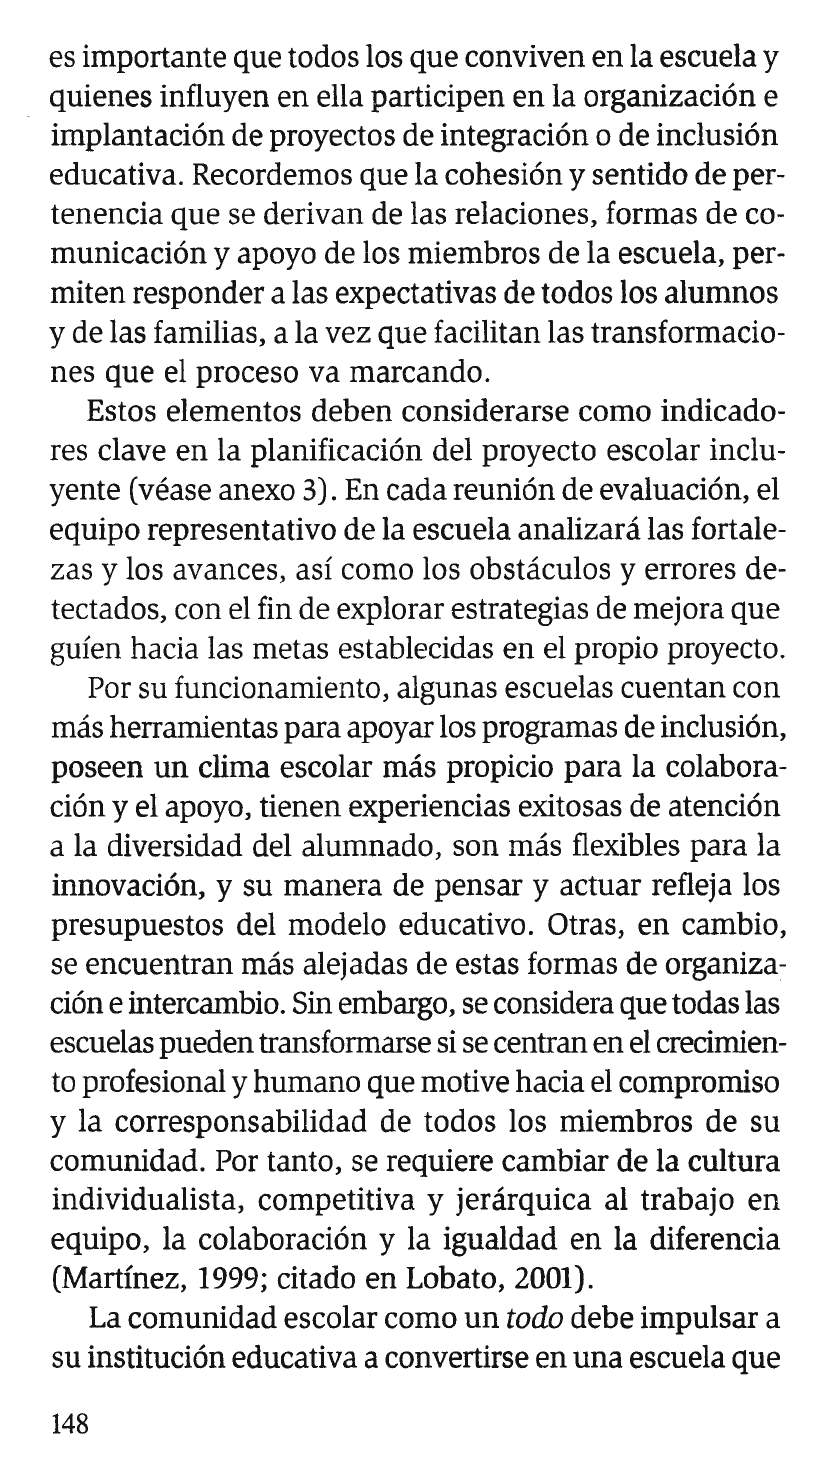 es importante que todos los que conviven en la escuela y
quienes influyen en ella participen en la organización e
implantación de proyectos de integración o de inclusión
educativa. Recordemos que la cohesión y sentido de per-
tenencia que se derivan de las relaciones, formas de co-
municación y apoyo de los miembros de la escuela, per-
miten responder a las expectativas de todos los alumnos
y de las familias, a la vez que facilitan las transformacio-
nes que el proceso va marcando.
Estos elementos deben considerarse como indicado-
res clave en la planificación del proyecto escolar inclu-
yente (véase anexo 3). En cada reunión de evaluación, el
equipo representativo de la escuela analizará las fortale-
zas y los avances, así como los obstáculos y errores de-
tectados, con el fin de explorar estrategias de mejora que
guíen hacia las metas establecidas en el propio proyecto.
Por su funcionamiento, algunas escuelas cuentan con
más herramientas para apoyar los programas de inclusión,
poseen un clima escolar más propicio para la colabora-
ción y el apoyo, tienen experiencias exitosas de atención
a la diversidad del alumnado, son más flexibles para la
innovación, y su manera de pensar y actuar refleja los
presupuestos del modelo educativo. Otras, en cambio,
se encuentran más alejadas de estas formas de organiza-
ción e intercambio. Sin embargo, se considera que todas las
escuelas pueden transformarse si se centran en el crecimien-
to profesional y humano que motive hacia el compromiso
y la corresponsabilidad de todos los miembros de su
comunidad. Por tanto, se requiere cambiar de la cultura
individualista, competitiva y jerárquica al trabajo en
equipo, la colaboración y la igualdad en la diferencia
(Martínez, 1999; citado en Lobato, 2001).
La comunidad escolar como un todo debe impulsar a
su institución educativa a convertirse en una escuela que
148